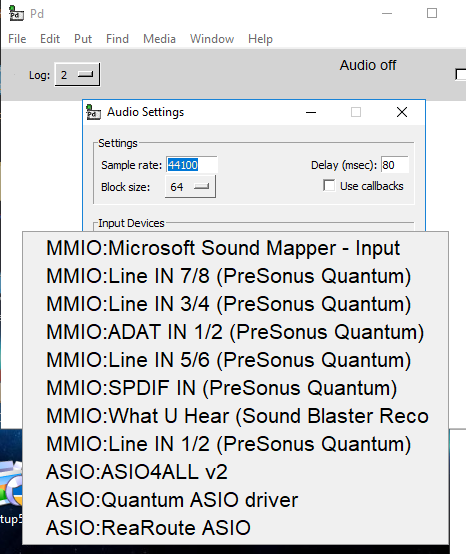 Pd
File Edit Put Find Media Window Help
Log: 2
Audio off
Audio Settings
Settings
Sample rate: 44100 Delay (msec): 80
Block size: 64 Use callbacks
Input Devices
MMIO:Microsoft Sound Mapper - Input
MMIO:Line IN 7/8 (PreSonus Quantum)
MMIO:Line IN 3/4 (PreSonus Quantum)
MMIO:ADAT IN 1/2 (PreSonus Quantum)
MMIO:Line IN 5/6 (PreSonus Quantum)
MMIO:SPDIF IN (PreSonus Quantum)
MMIO:What U Hear (Sound Blaster Reco
MMIO:Line IN 1/2 (PreSonus Quantum)
ASIO:ASIO4ALL v2
ASIO:Quantum ASIO driver
ASIO:ReaRoute ASIO